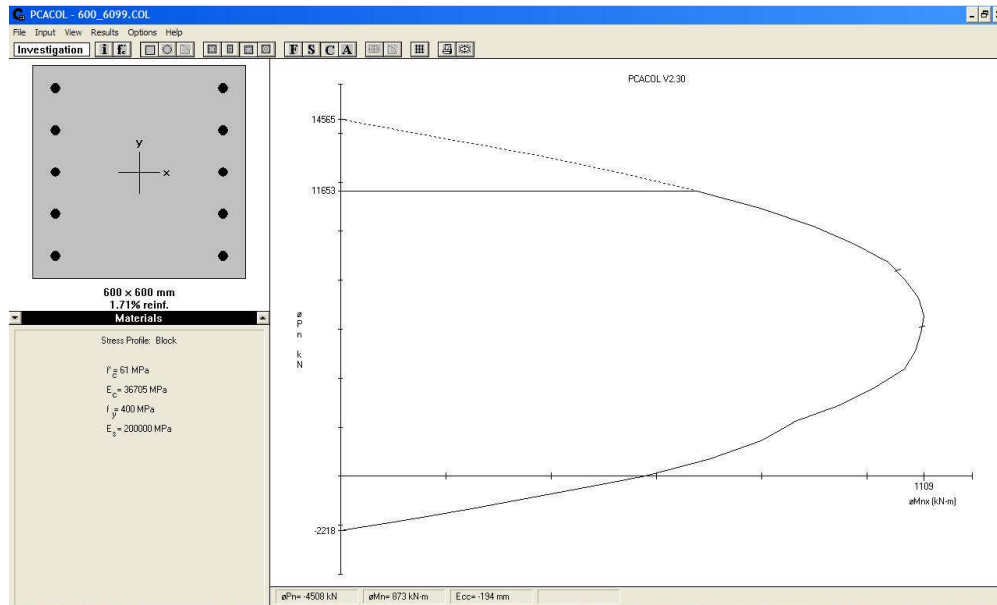 PCACOL - 600_6099.COL
File Input View Results Options Help
Investigation i f'c F S C A
y
x
600 x 600 mm
1.71% reinf.
Materials
Stress Profile: Block
f'c= 61 MPa
Ec= 36705 MPa
fy= 400 MPa
Es= 200000 MPa
PCACOL V2.30
14565
11653
øPn kN
1109
øMnx (kN-m)
-2218
øPn= -4508 kN øMn= 873 kN-m Ecc= -194 mm